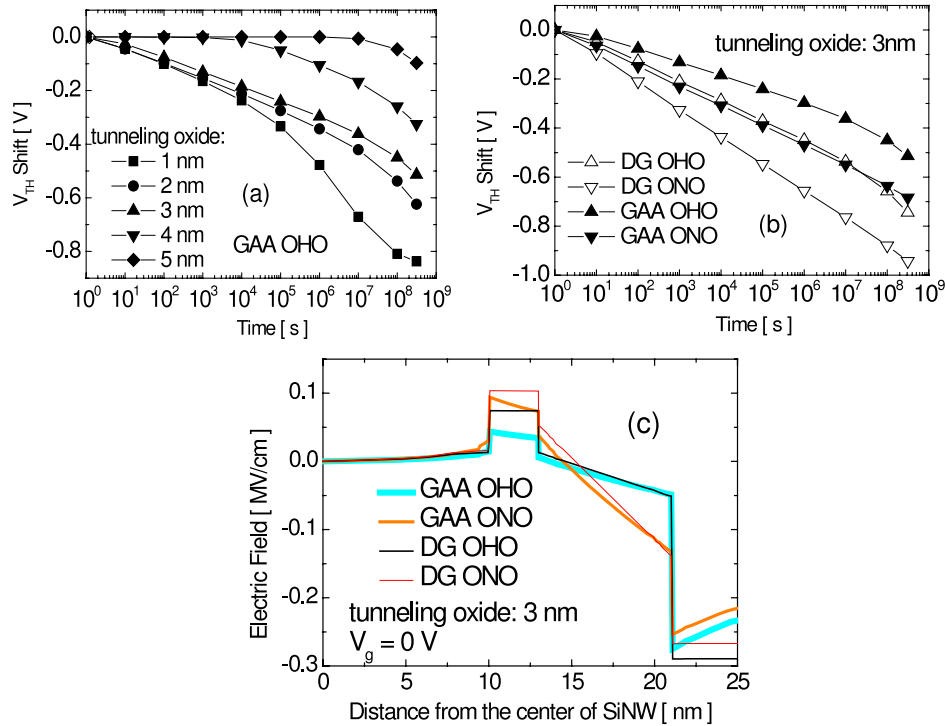 0.0
-0.2
-0.4
-0.6
-0.8
V_TH Shift [ V ]
tunneling oxide:
1 nm
2 nm
3 nm
4 nm
5 nm
(a)
GAA OHO
10^0 10^1 10^2 10^3 10^4 10^5 10^6 10^7 10^8 10^9
Time [ s ]
0.0
-0.2
-0.4
-0.6
-0.8
-1.0
V_TH Shift [ V ]
tunneling oxide: 3nm
DG OHO
DG ONO
GAA OHO
GAA ONO
(b)
10^0 10^1 10^2 10^3 10^4 10^5 10^6 10^7 10^8 10^9
Time [ s ]
0.1
0.0
-0.1
-0.2
-0.3
Electric Field [ MV/cm ]
(c)
GAA OHO
GAA ONO
DG OHO
DG ONO
tunneling oxide: 3 nm
V_g = 0 V
0 5 10 15 20 25
Distance from the center of SiNW [ nm ]